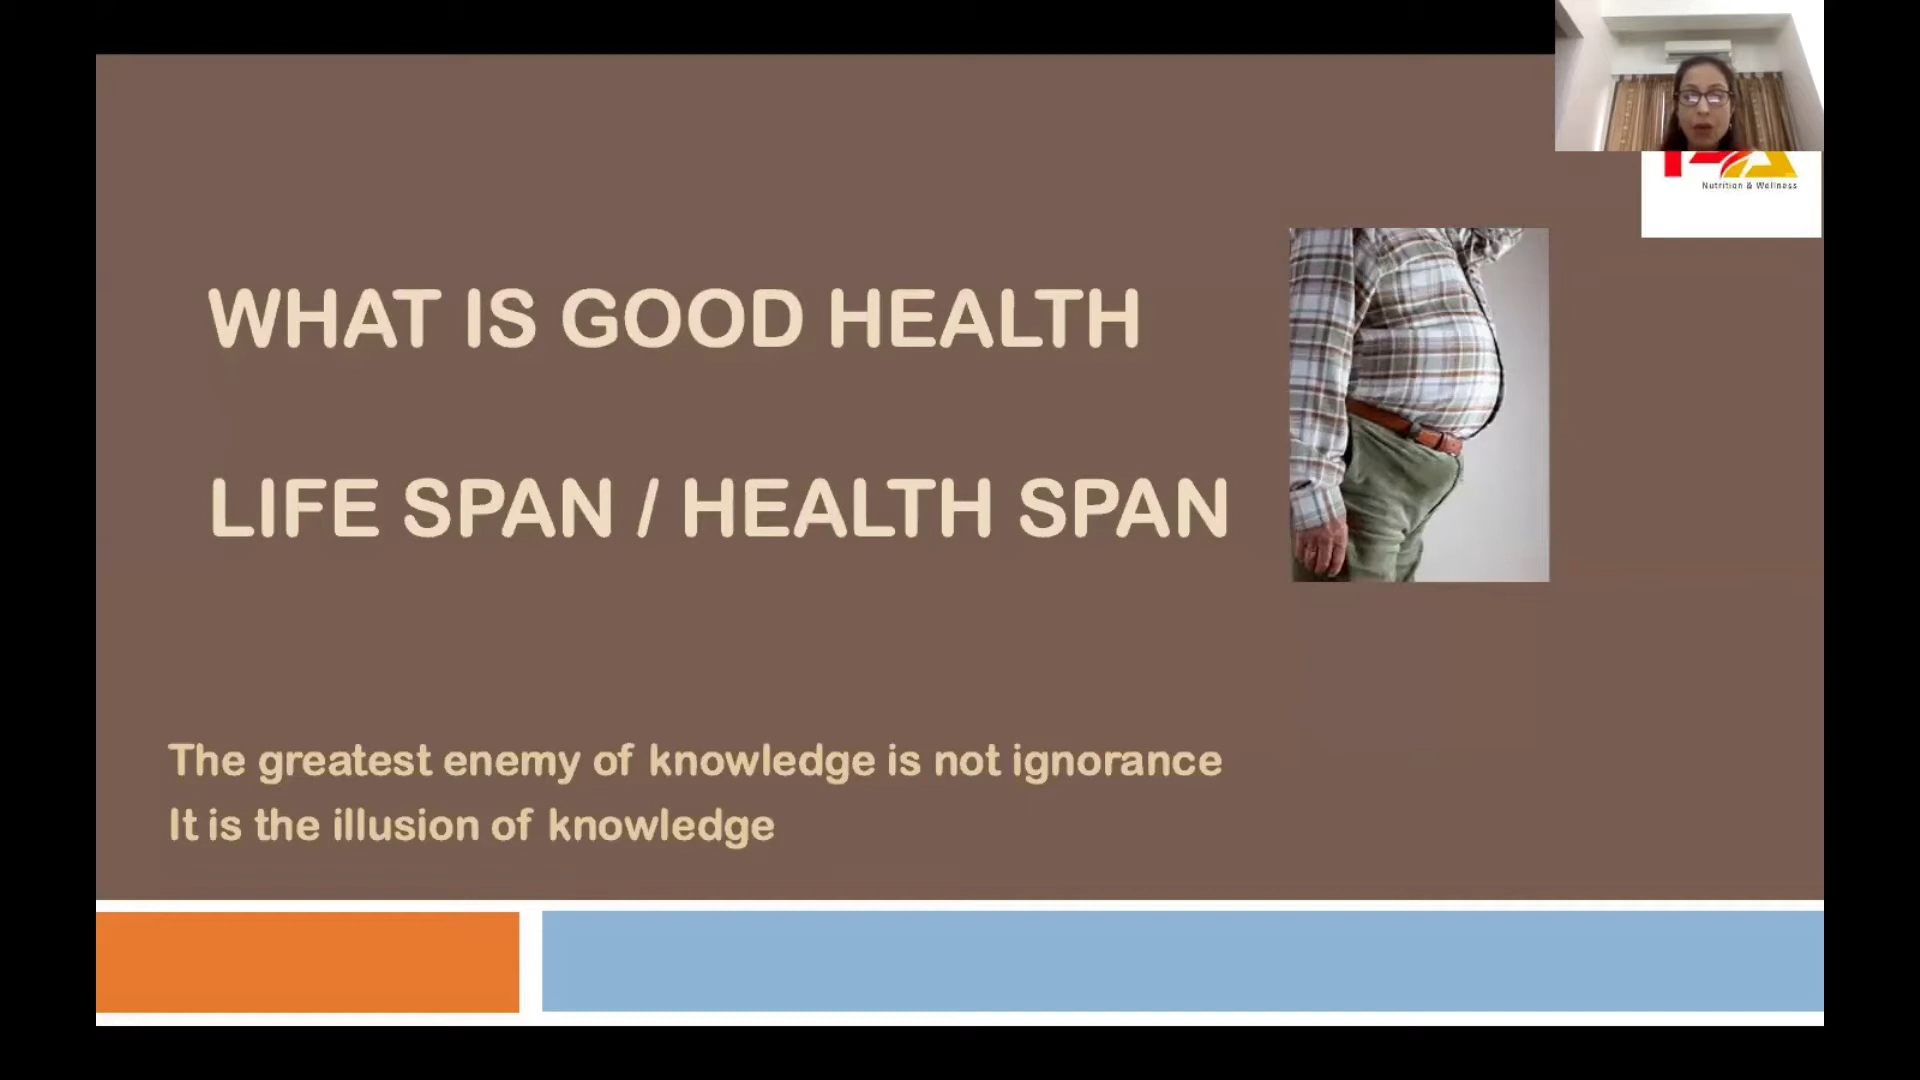 Nutrition & Wellness
WHAT IS GOOD HEALTH
LIFE SPAN / HEALTH SPAN
The greatest enemy of knowledge is not ignorance
It is the illusion of knowledge